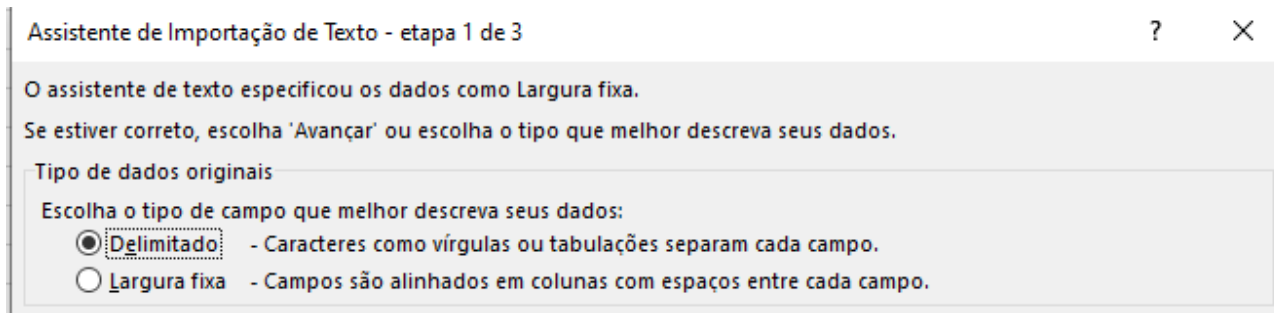 Assistente de Importação de Texto - etapa 1 de 3 ? ×
O assistente de texto especificou os dados como Largura fixa.
Se estiver correto, escolha 'Avançar' ou escolha o tipo que melhor descreva seus dados.
Tipo de dados originais
Escolha o tipo de campo que melhor descreva seus dados:
Delimitado - Caracteres como vírgulas ou tabulações separam cada campo.
Largura fixa - Campos são alinhados em colunas com espaços entre cada campo.